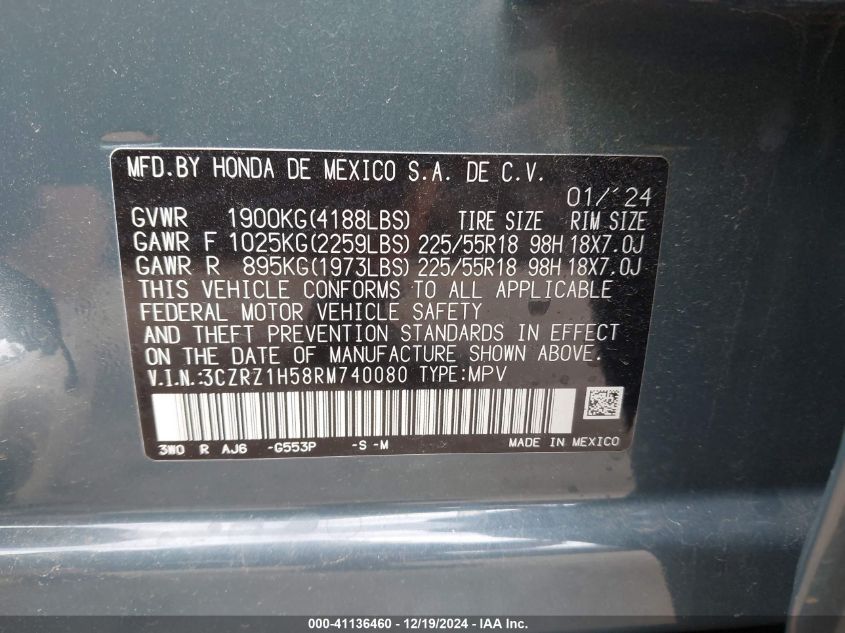 MFD.BY HONDA DE MEXICO S.A. DE C.V.
01/'24
GVWR 1900KG(4188LBS) TIRE SIZE RIM SIZE
GAWR F 1025KG(2259LBS) 225/55R18 98H 18X7.0J
GAWR R 895KG(1973LBS) 225/55R18 98H 18X7.0J
THIS VEHICLE CONFORMS TO ALL APPLICABLE
FEDERAL MOTOR VEHICLE SAFETY
AND THEFT PREVENTION STANDARDS IN EFFECT
ON THE DATE OF MANUFACTURE SHOWN ABOVE.
V.I.N.:3CZRZ1H58RM740080 TYPE:MPV
3W0 R AJ6 -G553P -S -M MADE IN MEXICO
000-41136460 - 12/19/2024 - IAA Inc.